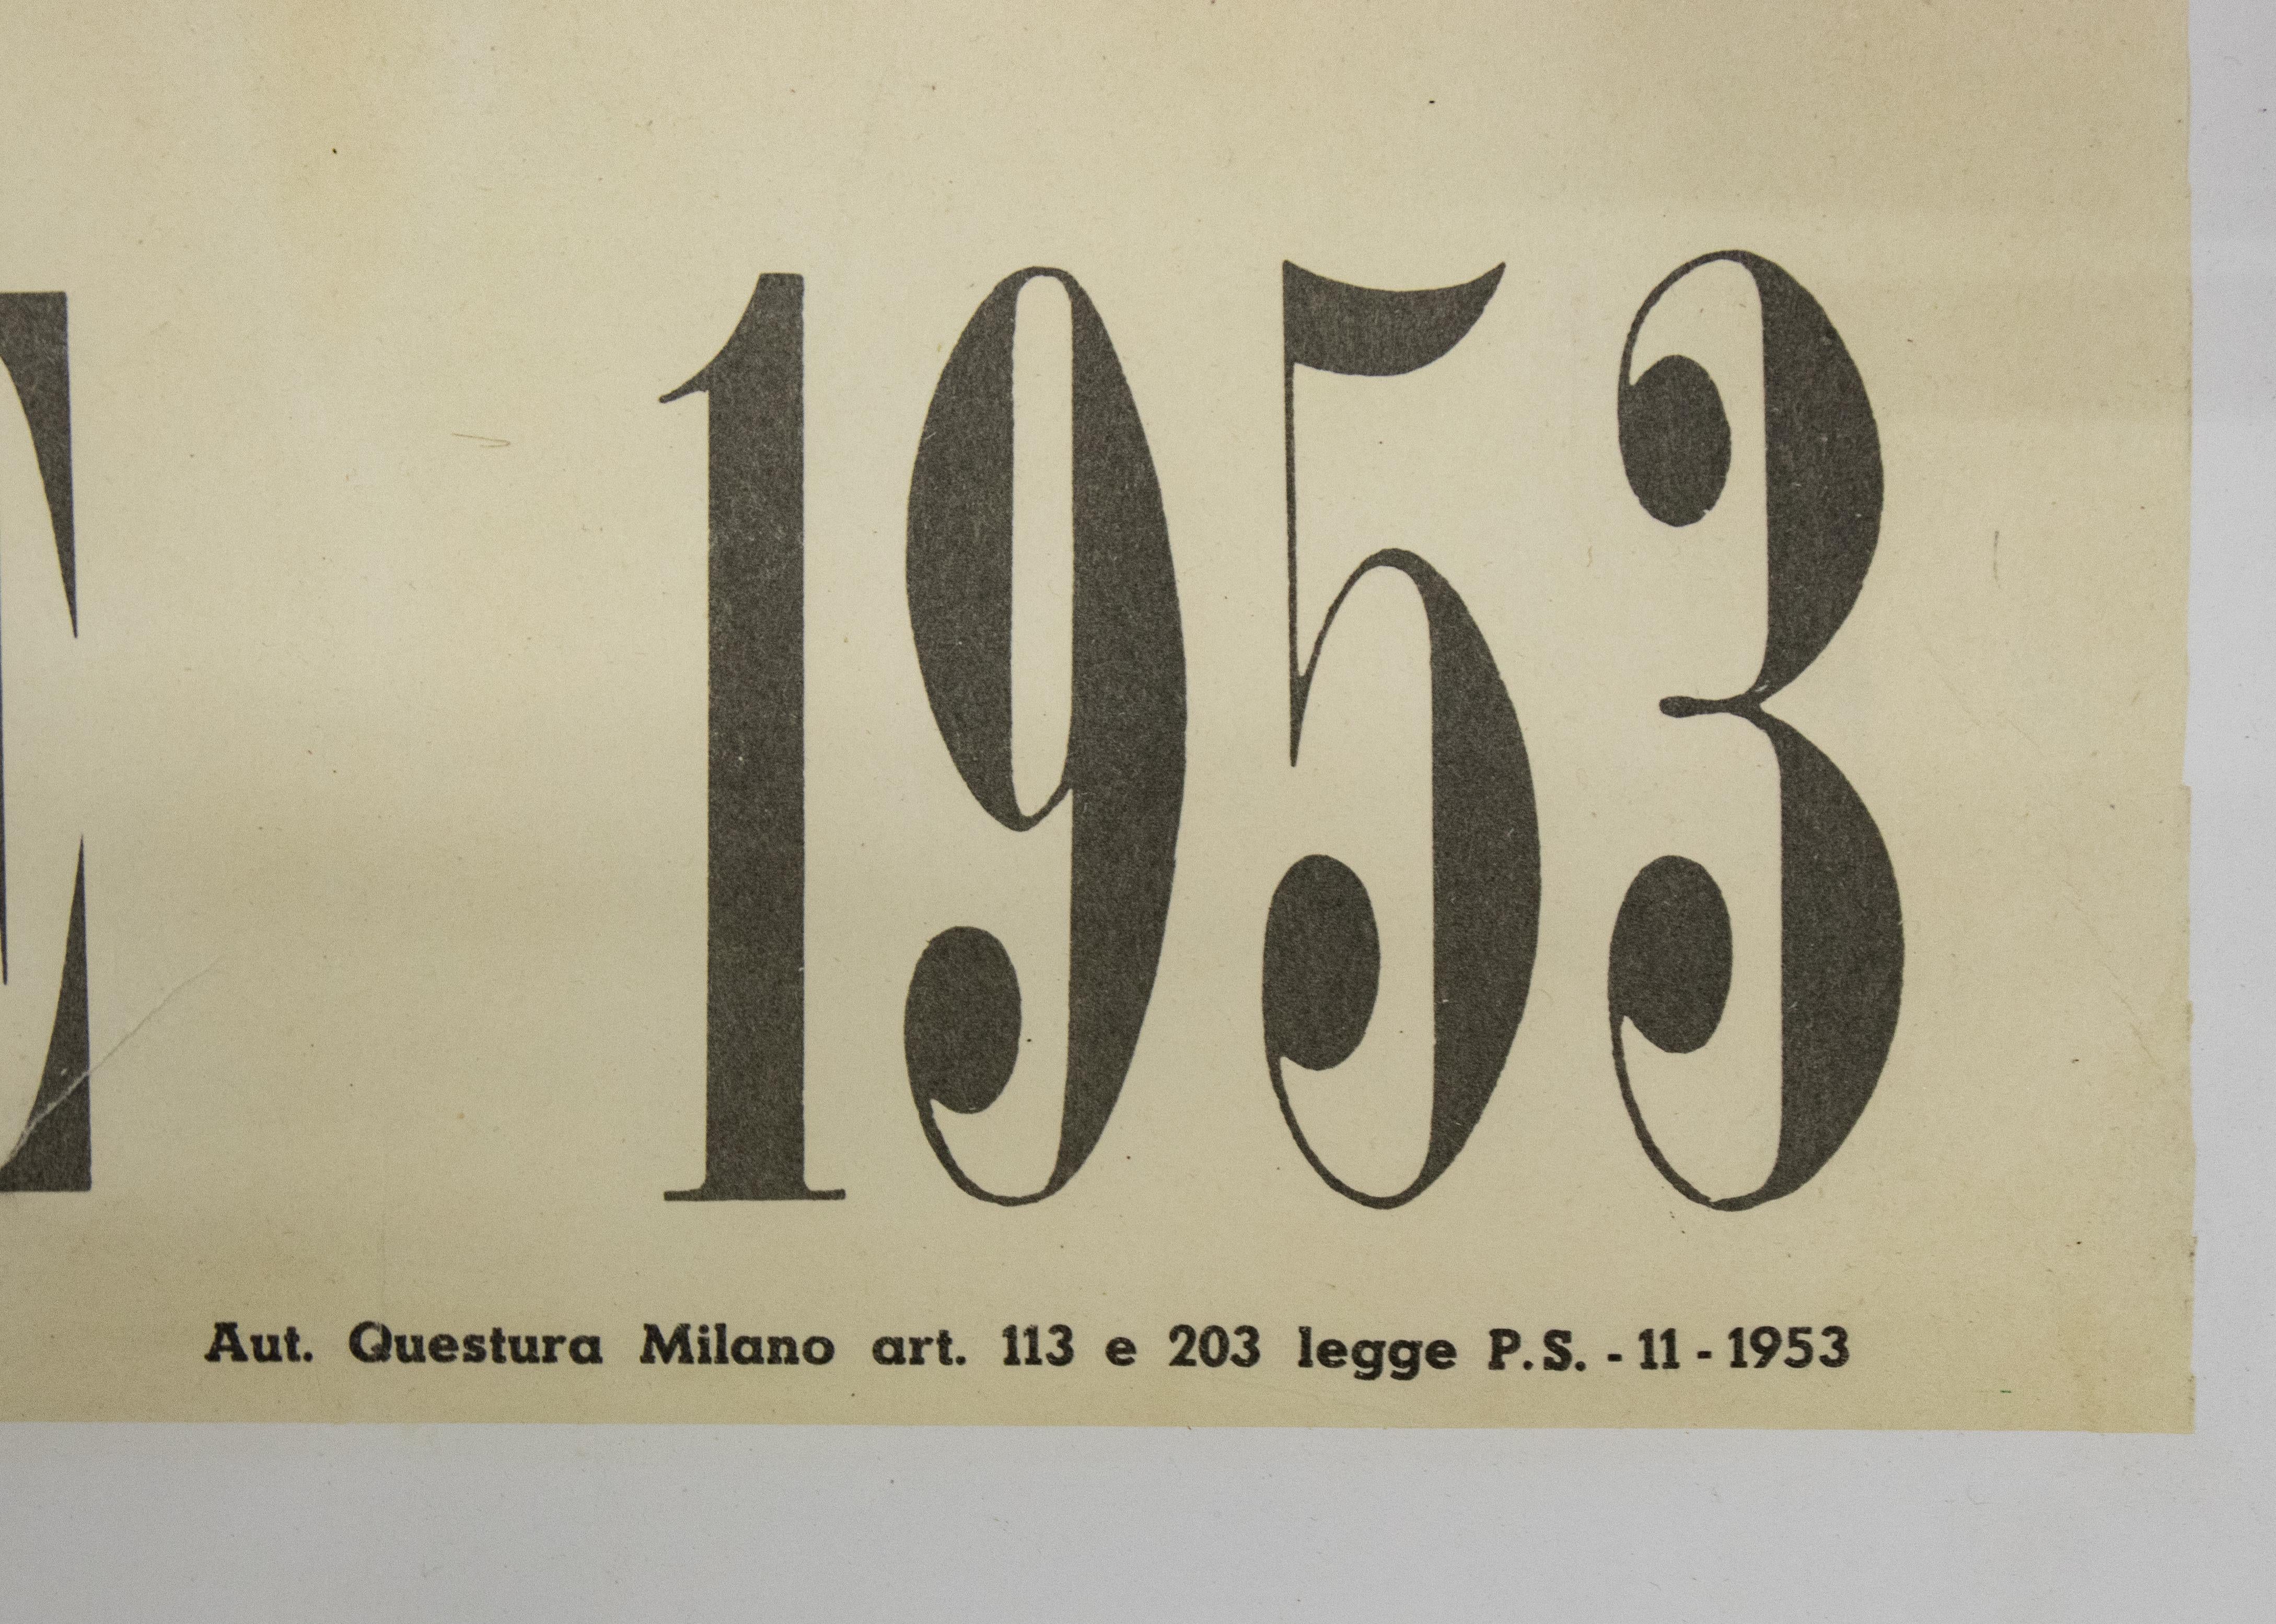 E 1953
Aut. Questura Milano art. 113 e 203 legge P.S. - 11 - 1953